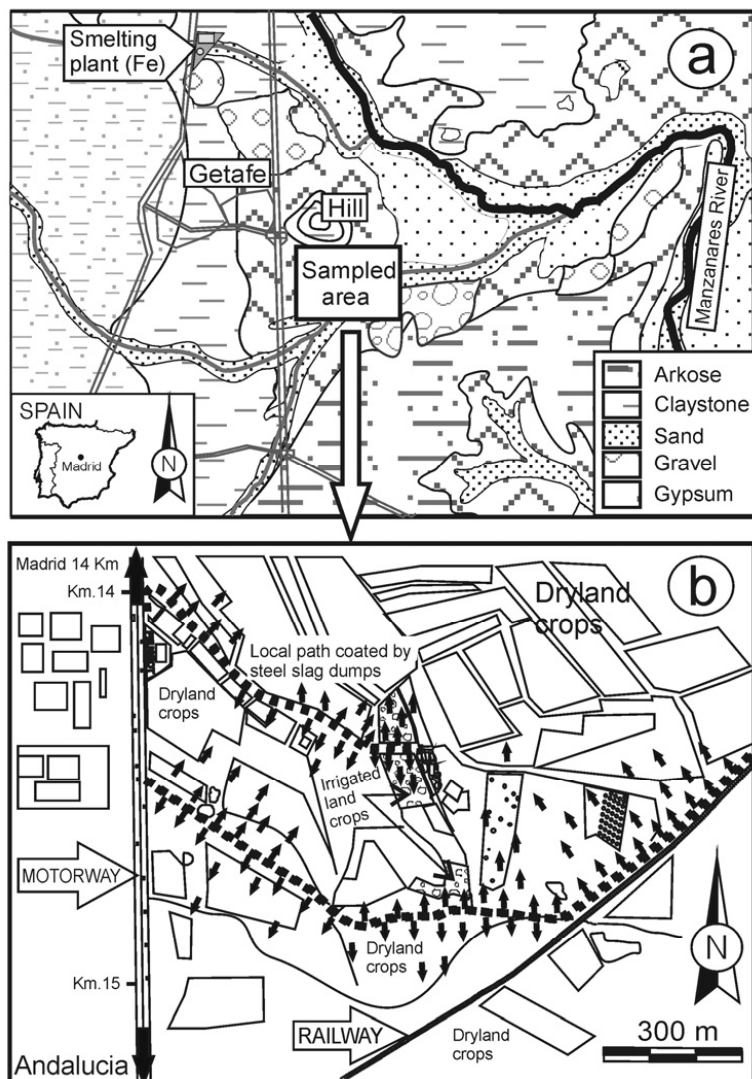 Smelting
plant (Fe)
a
Getafe
Hill
Sampled
area
Manzanares River
SPAIN
Madrid
N
Arkose
Claystone
Sand
Gravel
Gypsum
Madrid 14 Km
Km.14
b
Dryland
crops
Local path coated by
steel slag dumps
Dryland
crops
Irrigated
land
crops
MOTORWAY
Dryland
crops
N
Km.15
RAILWAY
Dryland
crops
300 m
Andalucia